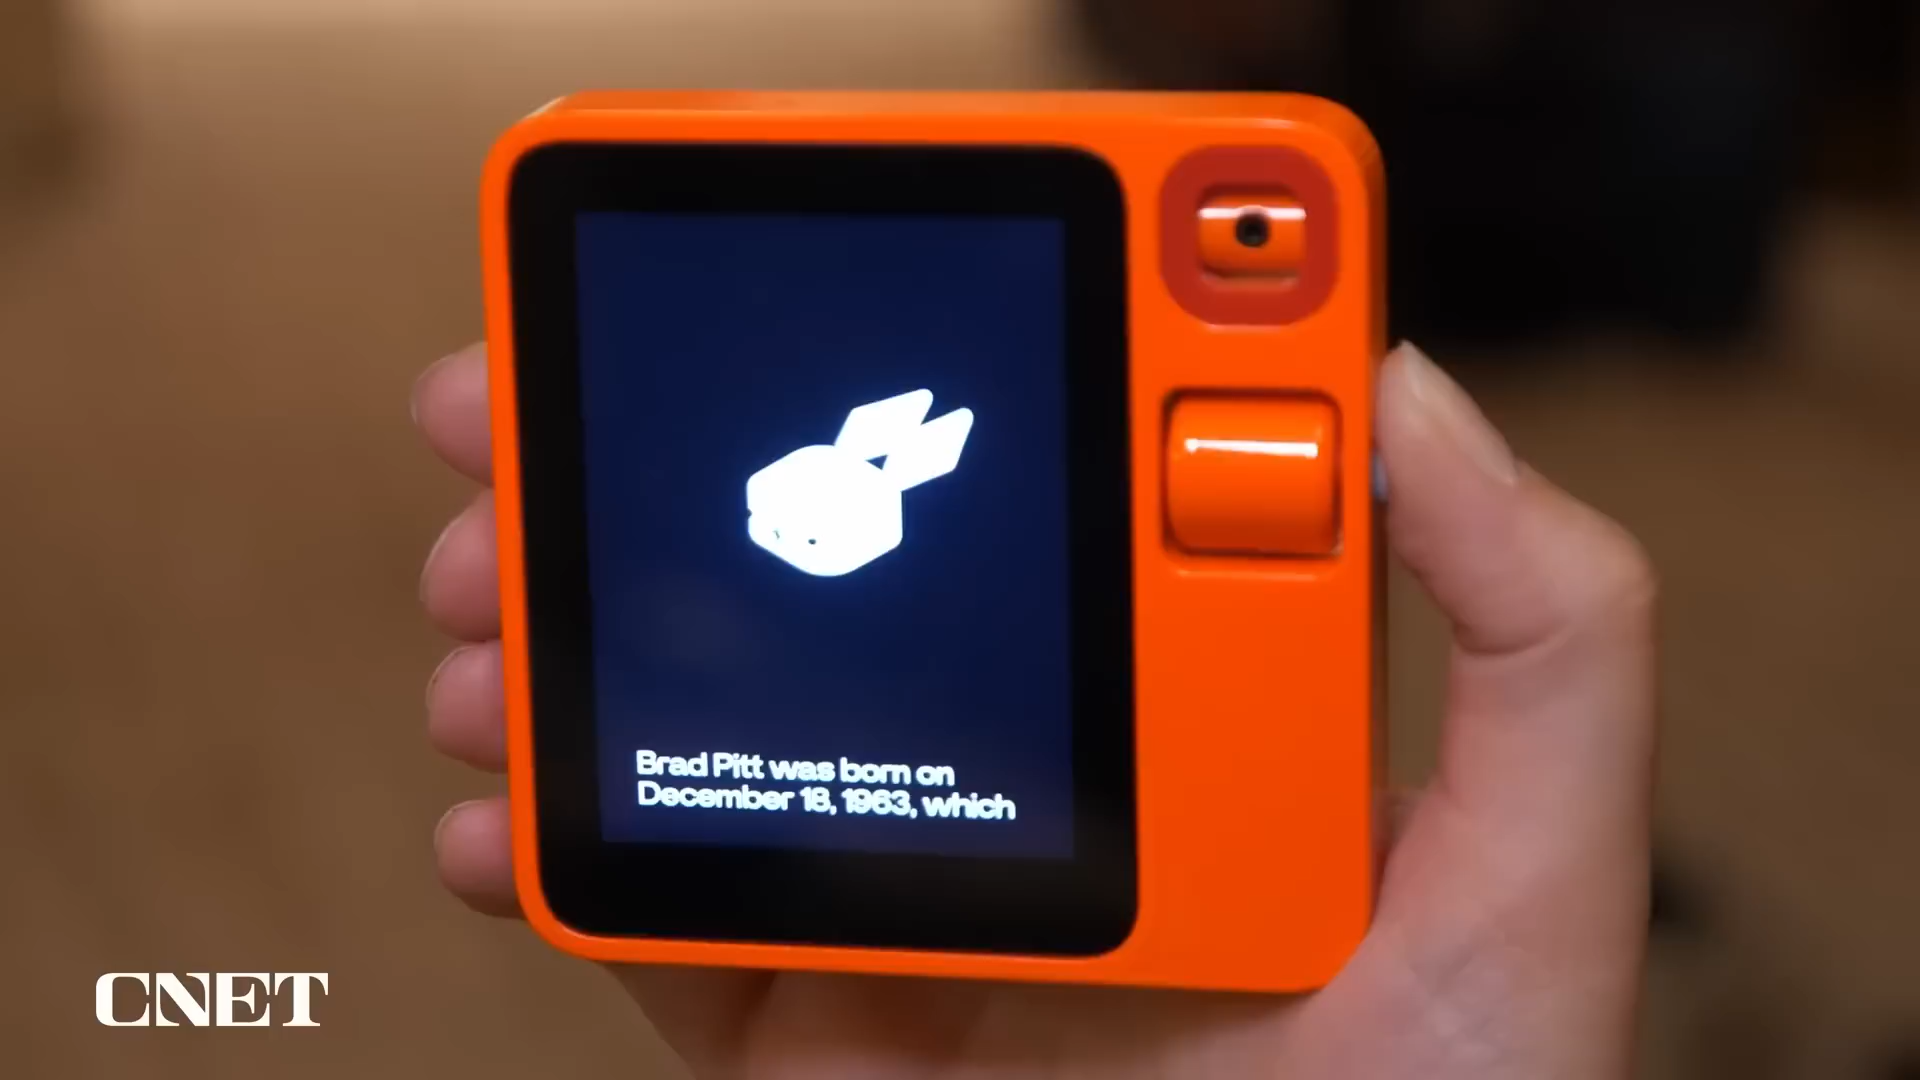 Brad Pitt was born on
December 18, 1963, which
CNET